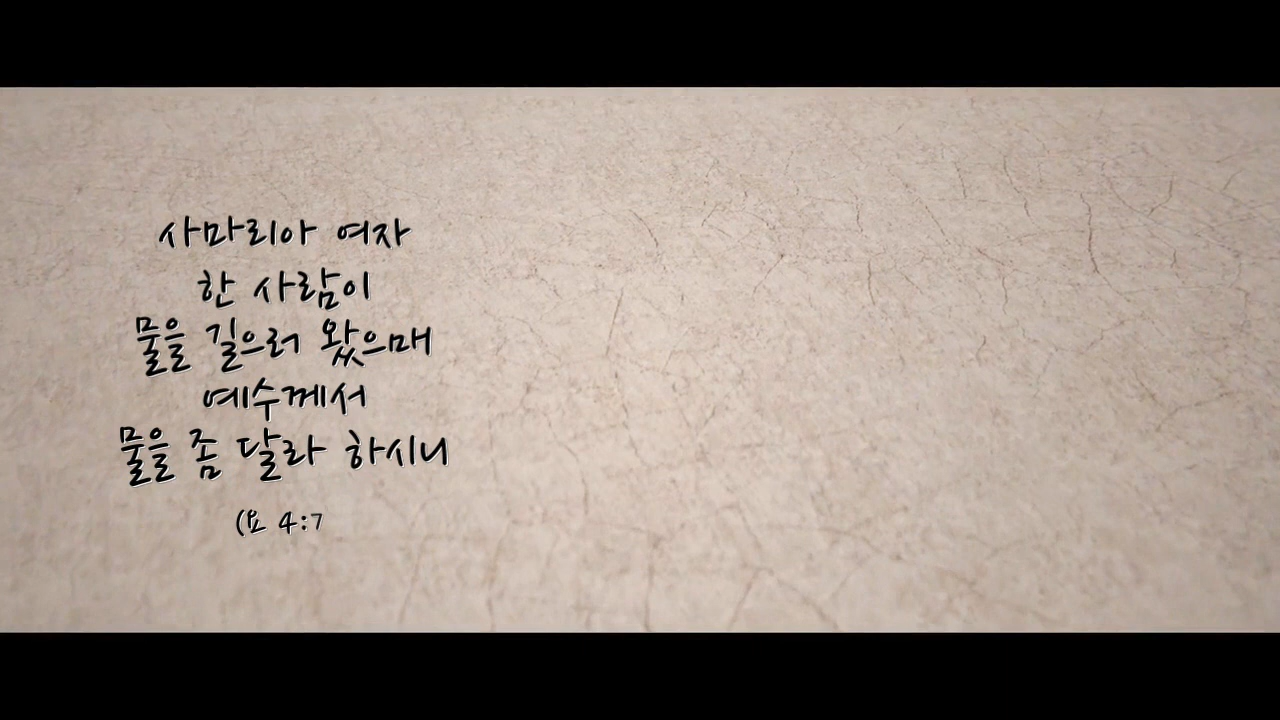 사마리아 여자
한 사람이
물을 길으러 왔으매
예수께서
물을 좀 달라 하시니
(요 4:7